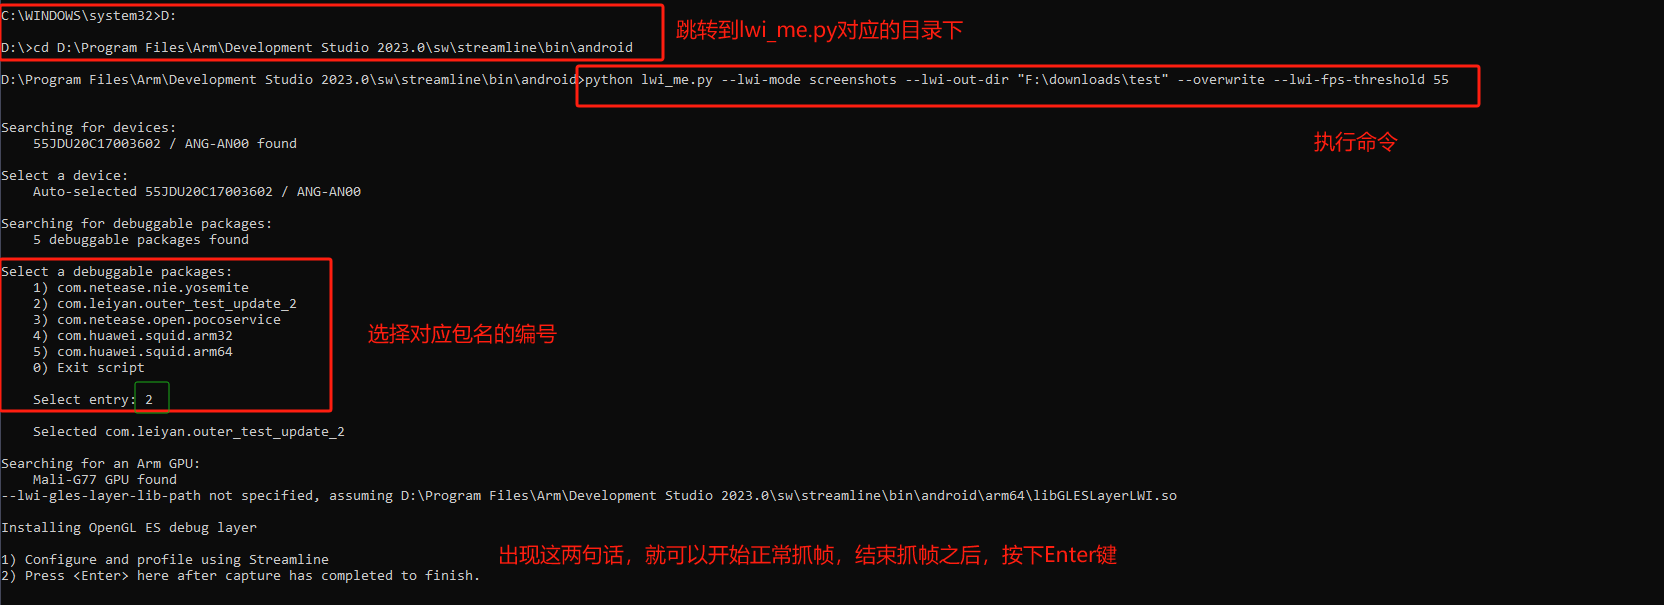 C:\WINDOWS\system32>D:
跳转到lwi_me.py对应的目录下
D:\>cd D:\Program Files\Arm\Development Studio 2023.0\sw\streamline\bin\android
D:\Program Files\Arm\Development Studio 2023.0\sw\streamline\bin\android>python lwi_me.py --lwi-mode screenshots --lwi-out-dir "F:\downloads\test" --overwrite --lwi-fps-threshold 55
执行命令
Searching for devices:
55JDU20C17003602 / ANG-AN00 found
Select a device:
Auto-selected 55JDU20C17003602 / ANG-AN00
Searching for debuggable packages:
5 debuggable packages found
Select a debuggable packages:
1) com.netease.nie.yosemite
2) com.leiyan.outer_test_update_2
3) com.netease.open.pocoservice
4) com.huawei.squid.arm32
5) com.huawei.squid.arm64
0) Exit script
选择对应包名的编号
Select entry: 2
Selected com.leiyan.outer_test_update_2
Searching for an Arm GPU:
Mali-G77 GPU found
--lwi-gles-layer-lib-path not specified, assuming D:\Program Files\Arm\Development Studio 2023.0\sw\streamline\bin\android\arm64\libGLESLayerLWI.so
Installing OpenGL ES debug layer
1) Configure and profile using Streamline
2) Press <Enter> here after capture has completed to finish.
出现这两句话，就可以开始正常抓帧，结束抓帧之后，按下Enter键